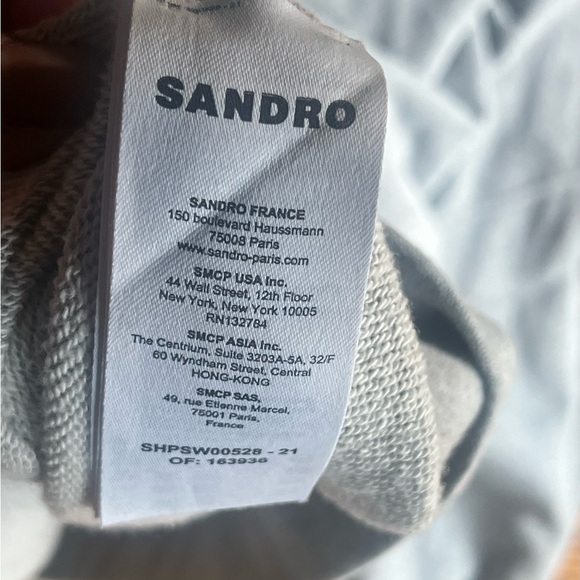 SANDRO
SANDRO FRANCE
150 boulevard Haussmann
75008 Paris
www.sandro-paris.com
SMCP USA Inc.
44 Wall Street, 12th Floor
New York, New York 10005
RN132784
SMCP ASIA Inc.
The Centrium, Suite 3203A-5A, 32/F
60 Wyndham Street, Central
HONG-KONG
SMCP SAS,
49, rue Etienne Marcel,
75001 Paris,
France
SHPSW00528 - 21
OF: 163936